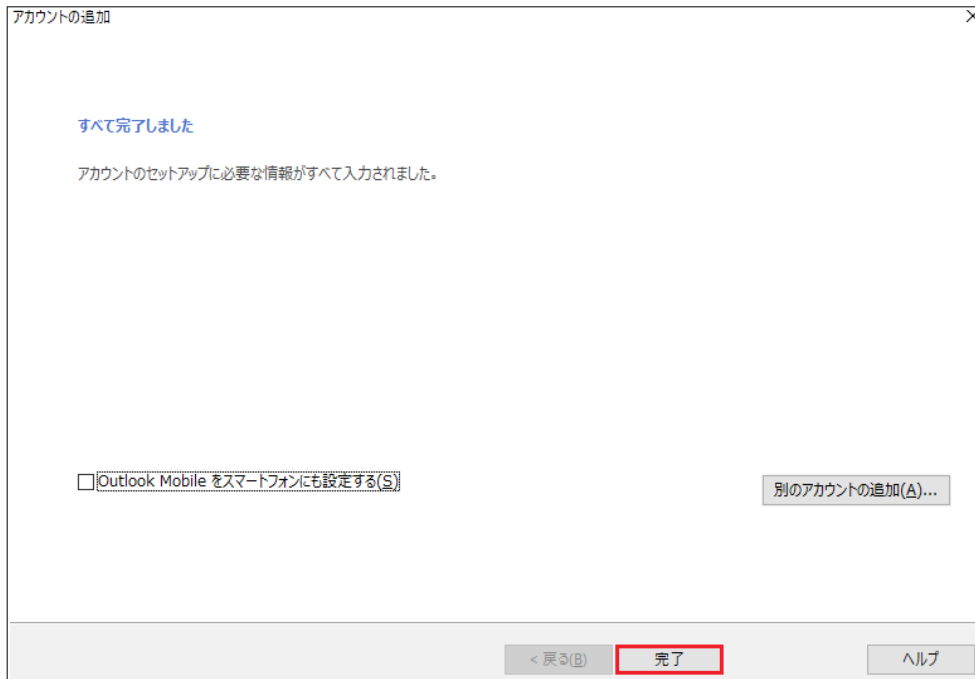 アカウントの追加
すべて完了しました
アカウントのセットアップに必要な情報がすべて入力されました。
Outlook Mobile をスマートフォンにも設定する(S)
別のアカウントの追加(A)...
< 戻る(B)
完了
ヘルプ